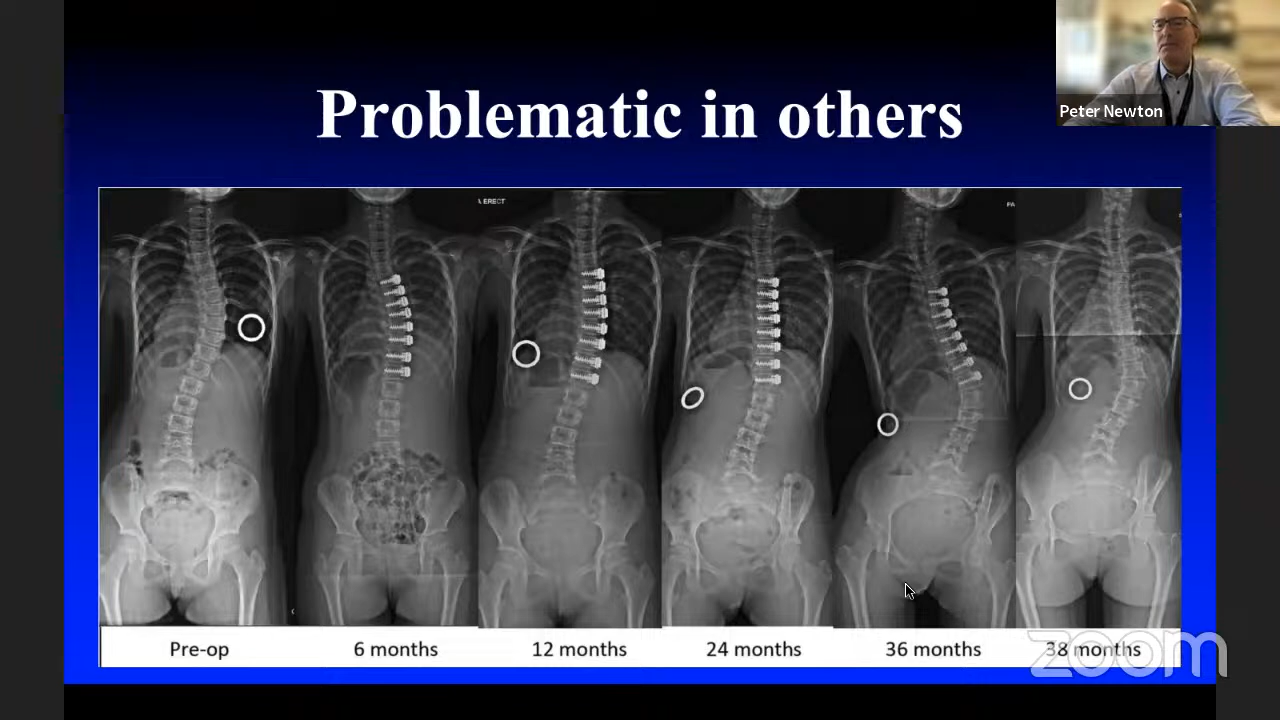 Problematic in others
Peter Newton
ERECT
PA
Pre-op
6 months
12 months
24 months
36 months
38 months
zoom